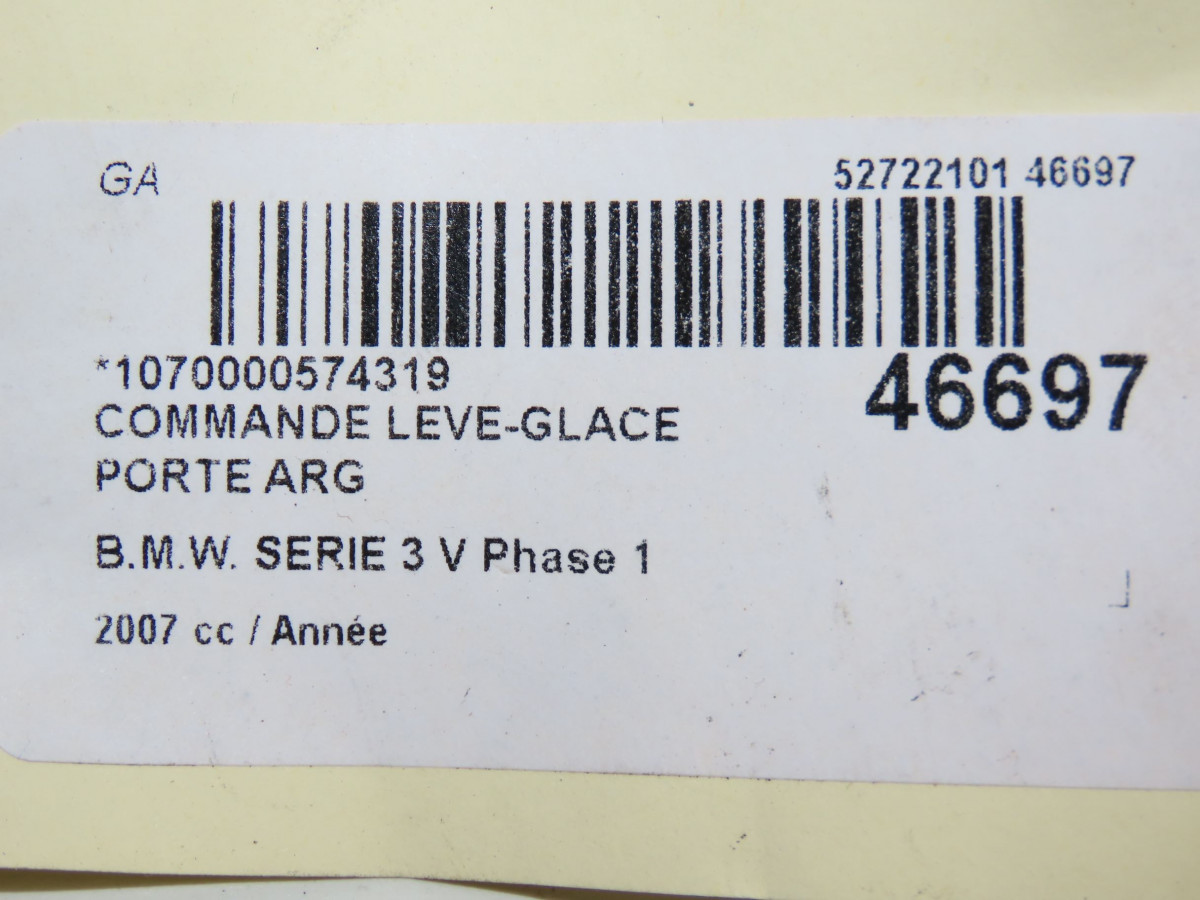 GA
52722101 46697
*1070000574319
46697
COMMANDE LEVE-GLACE
PORTE ARG
B.M.W. SERIE 3 V Phase 1
2007 cc / Année